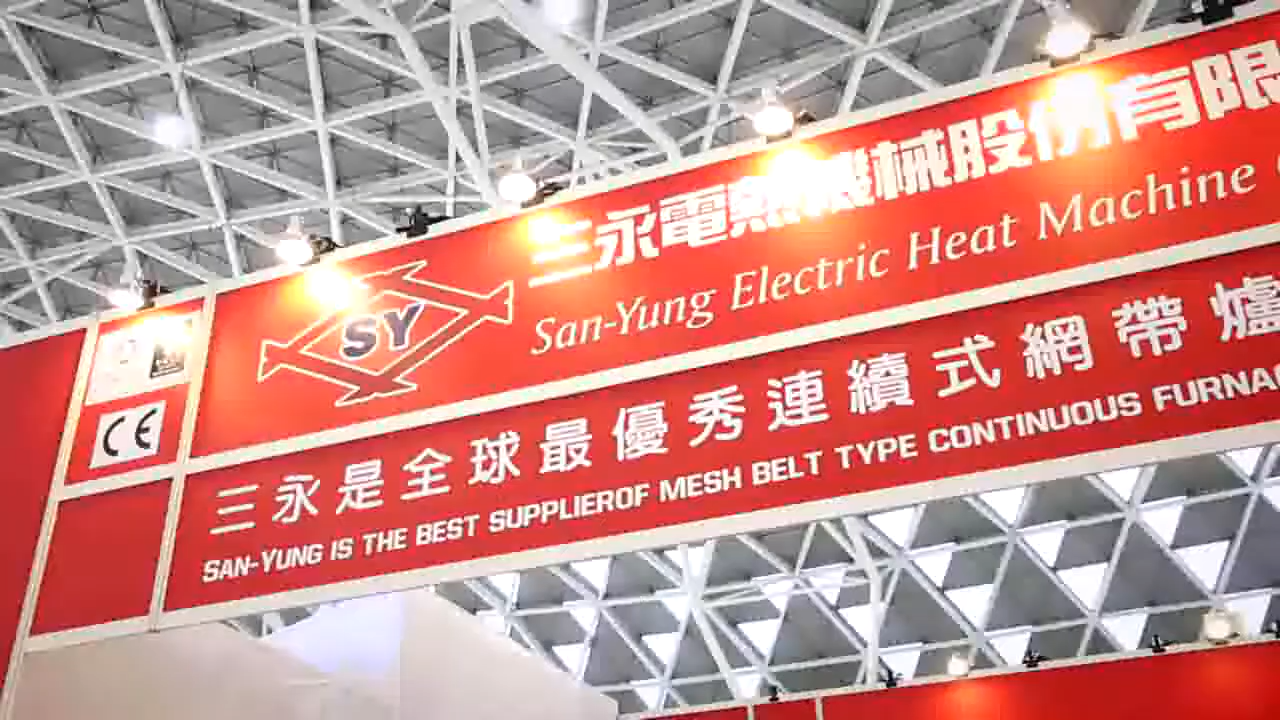 三永電熱機械股份有限
San-Yung Electric Heat Machine
SY
CE
三永是全球最優秀連續式網帶爐
SAN-YUNG IS THE BEST SUPPLIEROF MESH BELT TYPE CONTINUOUS FURNA